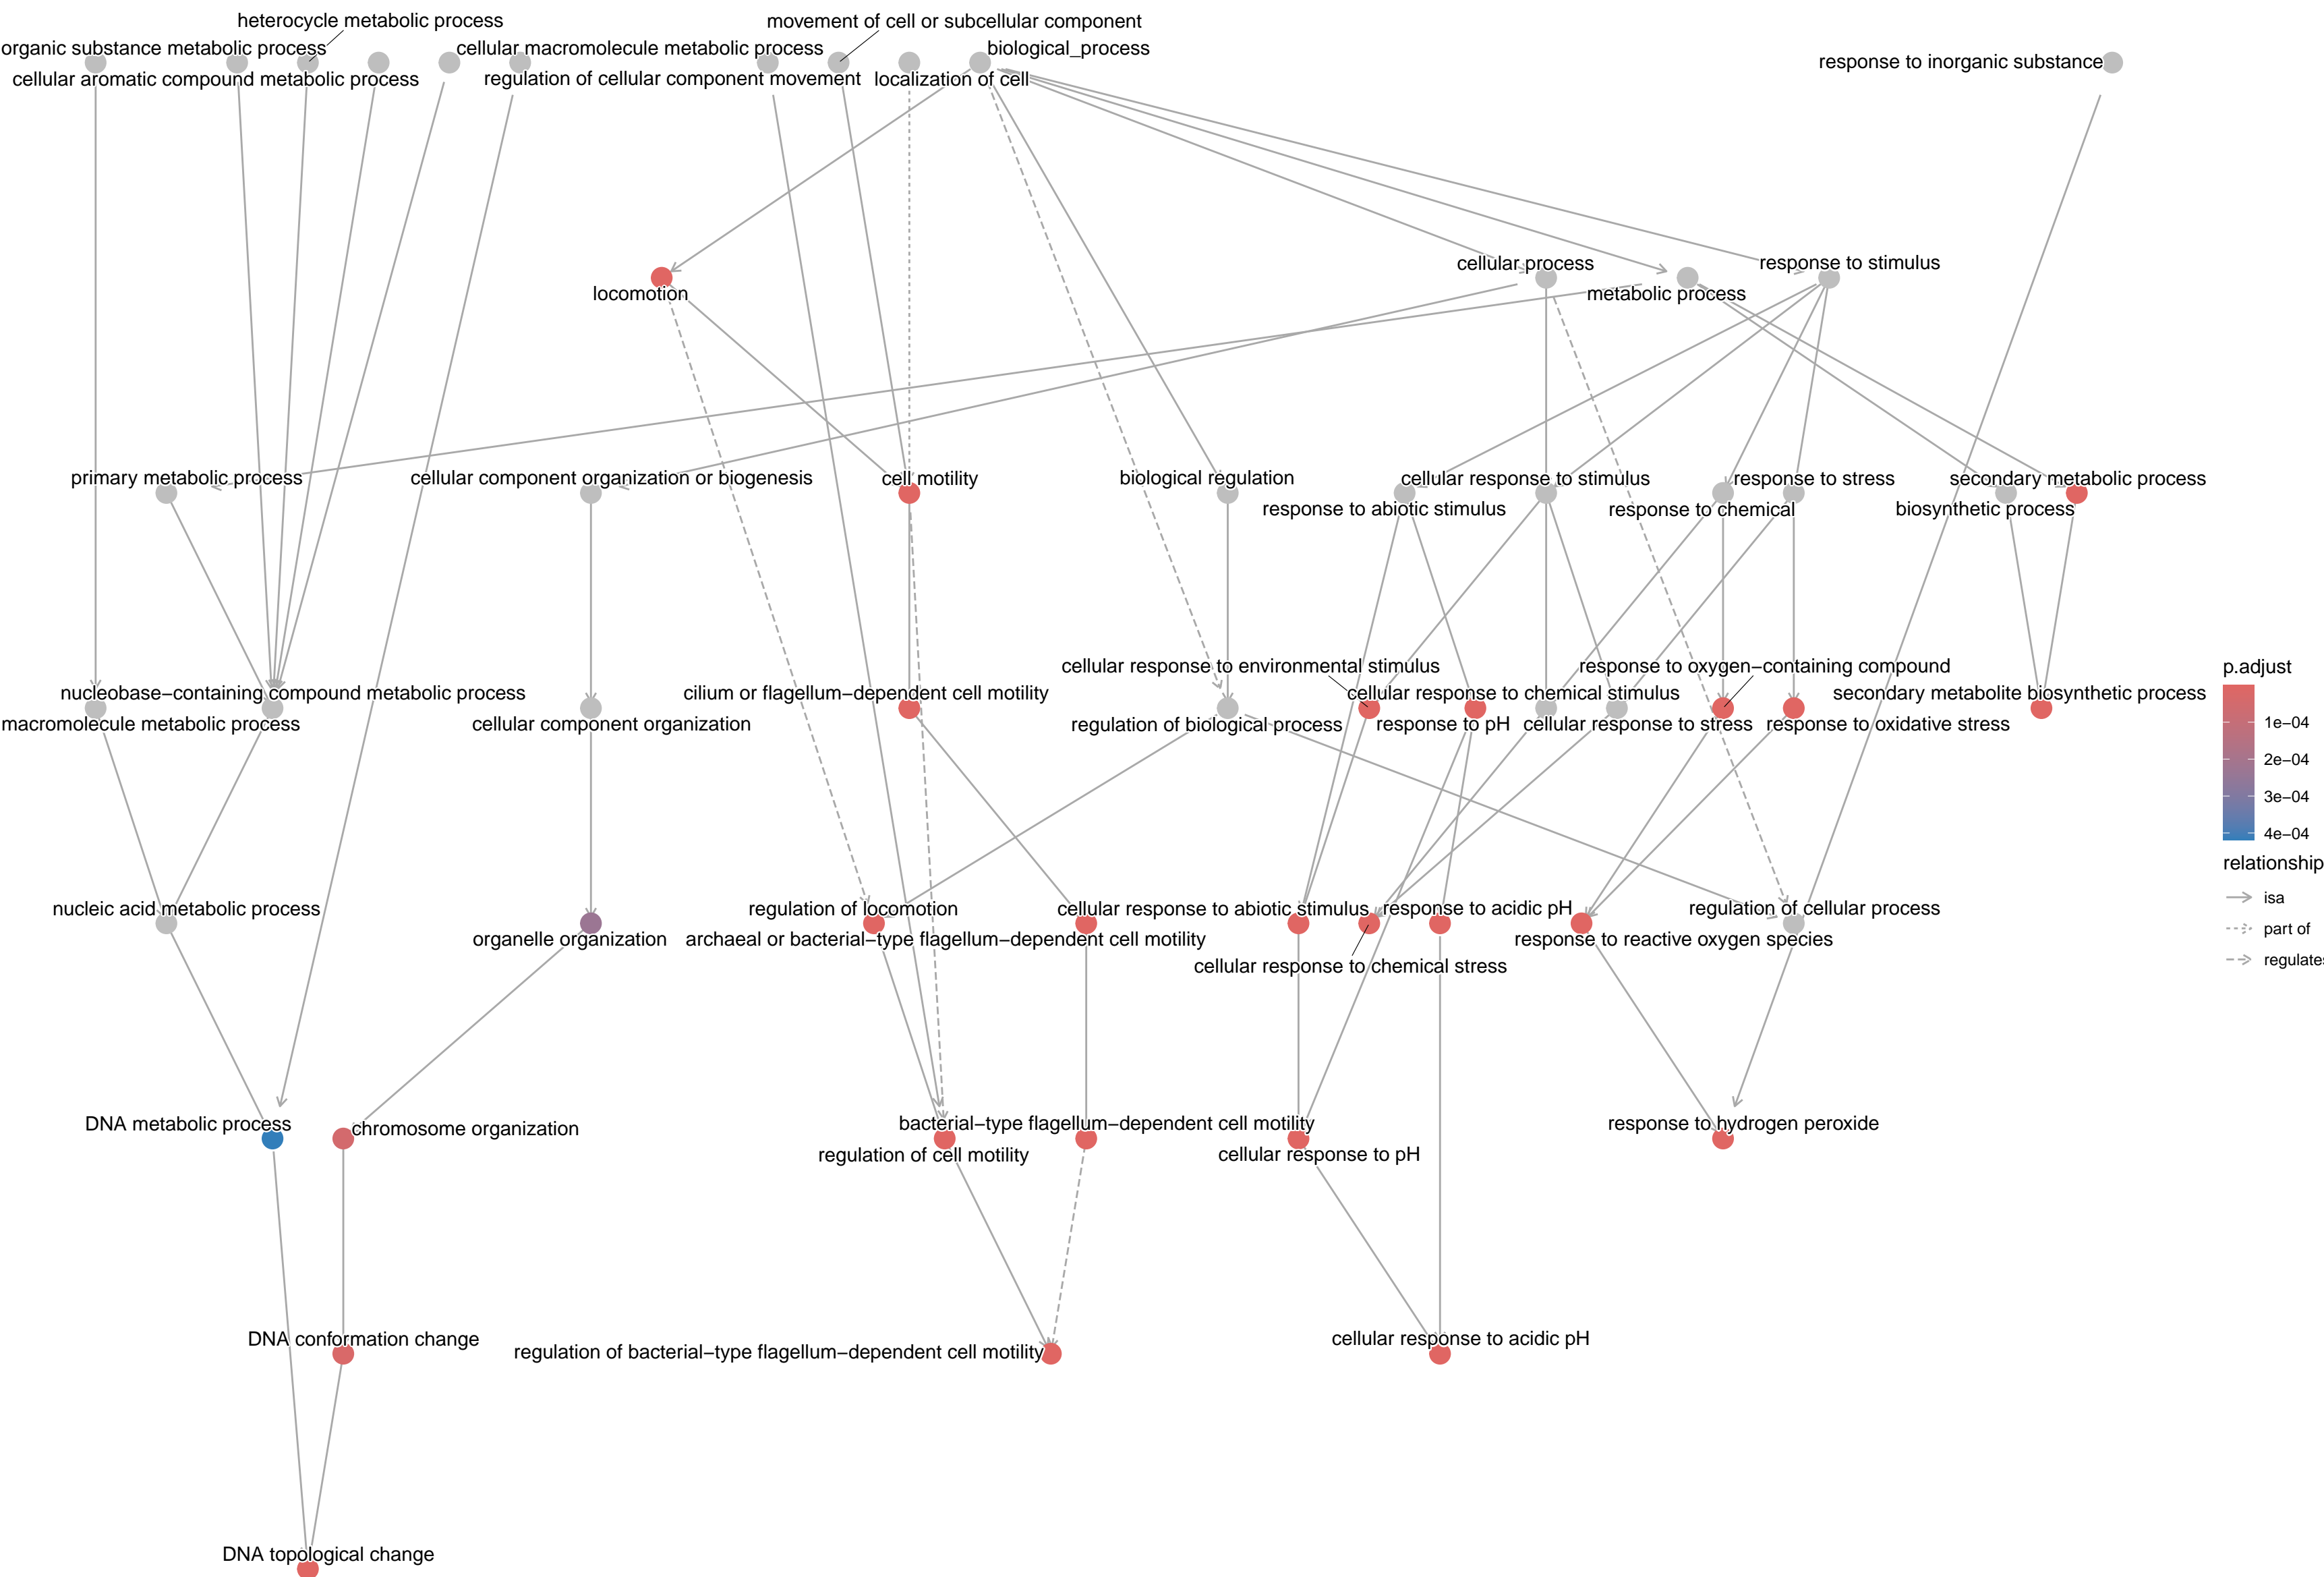 heterocycle metabolic process
movement of cell or subcellular component
organic substance metabolic process
cellular macromolecule metabolic process
biological_process
response to inorganic substance
cellular aromatic compound metabolic process
regulation of cellular component movement
localization of cell
cellular process
response to stimulus
locomotion
metabolic process
primary metabolic process
cellular component organization or biogenesis
cell motility
biological regulation
cellular response to stimulus
response to stress
secondary metabolic process
response to abiotic stimulus
response to chemical
biosynthetic process
cellular response to environmental stimulus
response to oxygen−containing compound
nucleobase−containing compound metabolic process
cilium or flagellum−dependent cell motility
cellular response to chemical stimulus
secondary metabolite biosynthetic process
macromolecule metabolic process
cellular component organization
regulation of biological process
response to pH
cellular response to stress
response to oxidative stress
nucleic acid metabolic process
regulation of locomotion
cellular response to abiotic stimulus
response to acidic pH
regulation of cellular process
organelle organization
archaeal or bacterial−type flagellum−dependent cell motility
response to reactive oxygen species
cellular response to chemical stress
DNA metabolic process
chromosome organization
bacterial−type flagellum−dependent cell motility
response to hydrogen peroxide
regulation of cell motility
cellular response to pH
DNA conformation change
regulation of bacterial−type flagellum−dependent cell motility
cellular response to acidic pH
DNA topological change
p.adjust
1e−04
2e−04
3e−04
4e−04
relationship
isa
part of
regulates